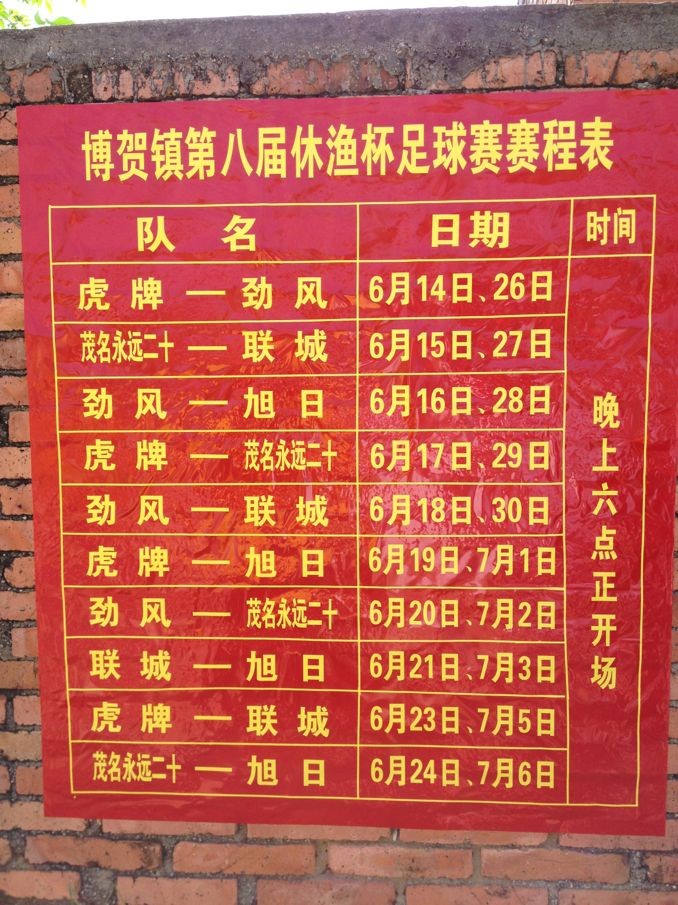 博贺镇第八届休渔杯足球赛赛程表
队名 日期 时间
虎牌 — 劲风 6月14日、26日
茂名永远二十 — 联城 6月15日、27日
劲风 — 旭日 6月16日、28日
虎牌 — 茂名永远二十 6月17日、29日
劲风 — 联城 6月18日、30日
虎牌 — 旭日 6月19日、7月1日
劲风 — 茂名永远二十 6月20日、7月2日
联城 — 旭日 6月21日、7月3日
虎牌 — 联城 6月23日、7月5日
茂名永远二十 — 旭日 6月24日、7月6日
晚上六点正开场